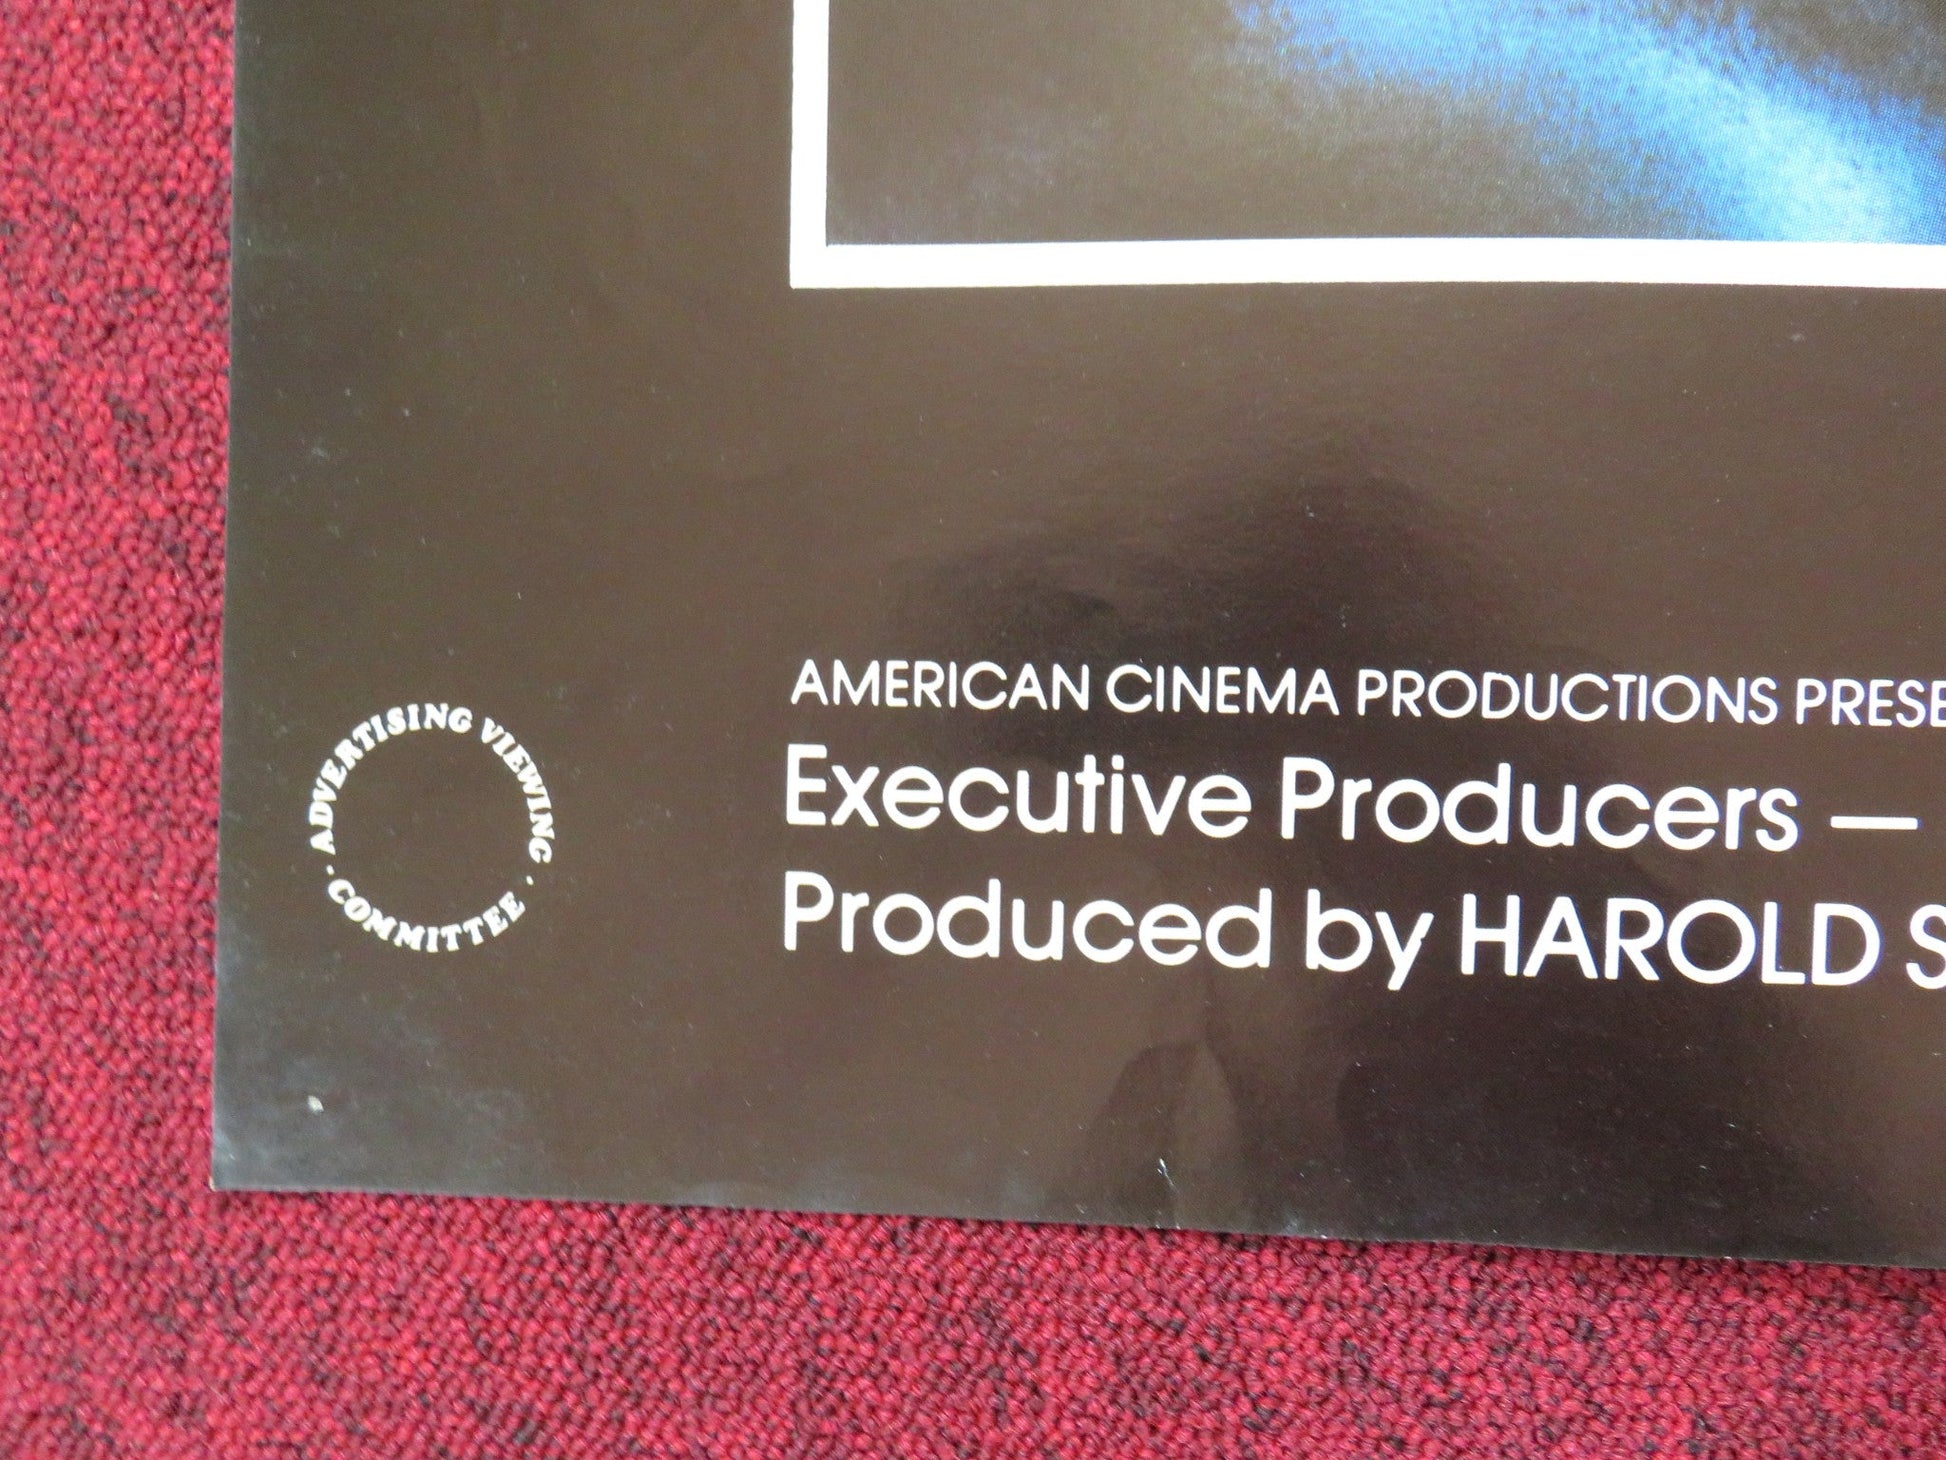 ADVERTISING VIEWING
· COMMITTEE ·
AMERICAN CINEMA PRODUCTIONS PRESE
Executive Producers —
Produced by HAROLD S